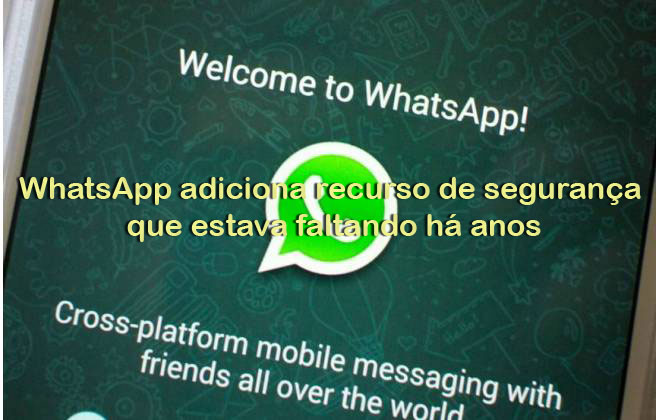 Welcome to WhatsApp!
WhatsApp adiciona recurso de segurança
que estava faltando há anos
Cross-platform mobile messaging with
friends all over the world